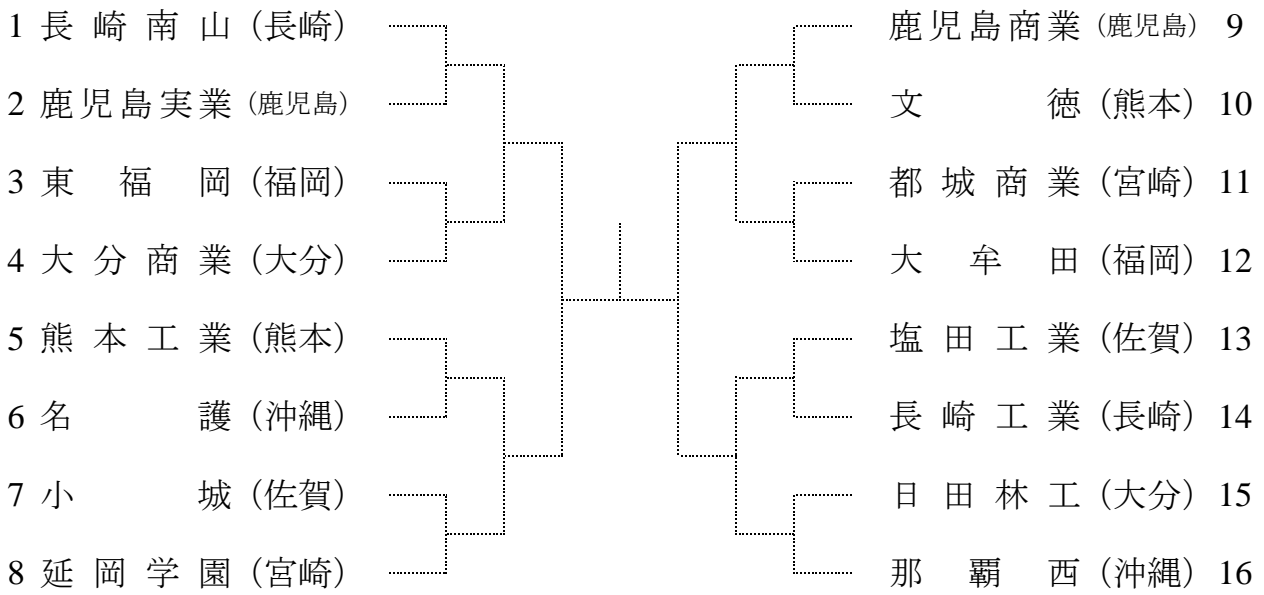 1 長崎南山 (長崎)
2 鹿児島実業 (鹿児島)
3 東福岡 (福岡)
4 大分商業 (大分)
5 熊本工業 (熊本)
6 名護 (沖縄)
7 小城 (佐賀)
8 延岡学園 (宮崎)
鹿児島商業 (鹿児島) 9
文徳 (熊本) 10
都城商業 (宮崎) 11
大牟田 (福岡) 12
塩田工業 (佐賀) 13
長崎工業 (長崎) 14
日田林工 (大分) 15
那覇西 (沖縄) 16